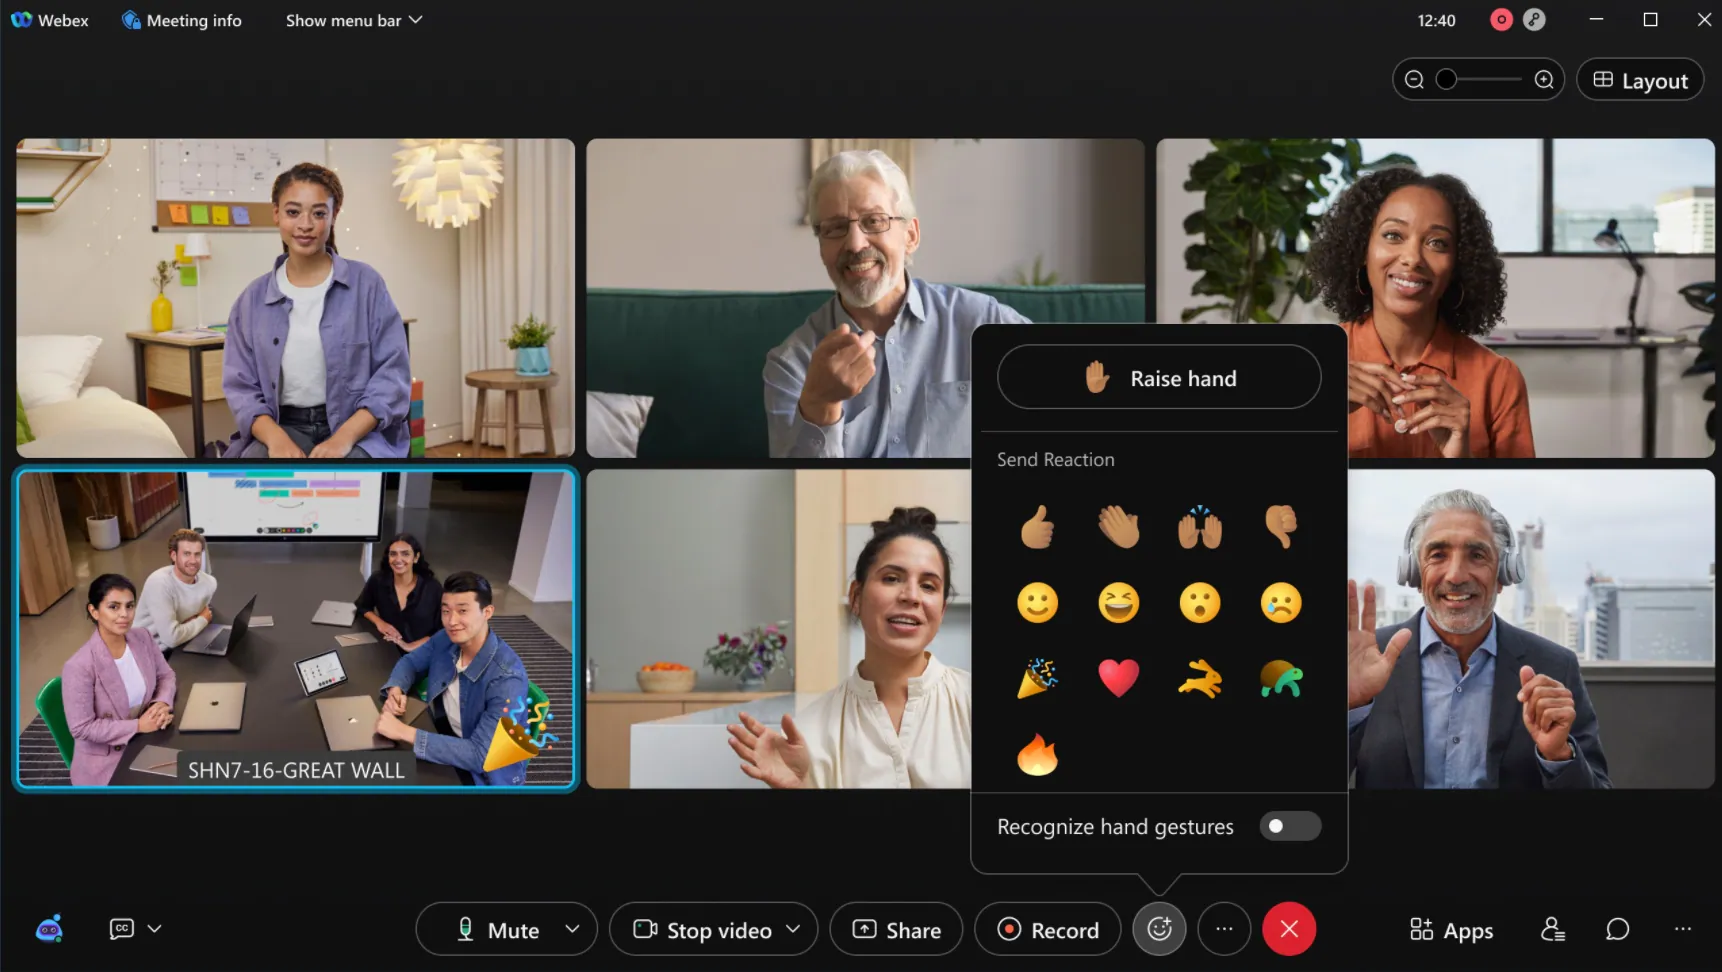 Webex
Meeting info
Show menu bar
12:40
Layout
Raise hand
Send Reaction
SHN7-16-GREAT WALL
Recognize hand gestures
CC
Mute
Stop video
Share
Record
Apps